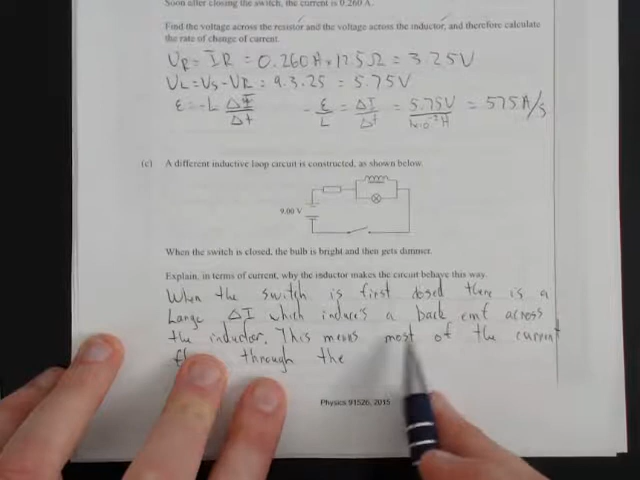 Soon after closing the switch, the current is 0.260 A.
Find the voltage across the resistor and the voltage across the inductor, and therefore calculate
the rate of change of current.
VR = IR = 0.260A × 12.5Ω = 3.25V
VL = VS - VR = 9 - 3.25 = 5.75V
ε = -L ΔI/Δt   -ε/L = ΔI/Δt = 5.75V/1×10⁻²H = 575A/s
(c) A different inductive loop circuit is constructed, as shown below.
9.00 V
When the switch is closed, the bulb is bright and then gets dimmer.
Explain, in terms of current, why the inductor makes the circuit behave this way.
When the switch is first closed there is a
Large ΔI which induces a back emf across
the inductor. This means most of the current
through the
Physics 91526, 2015